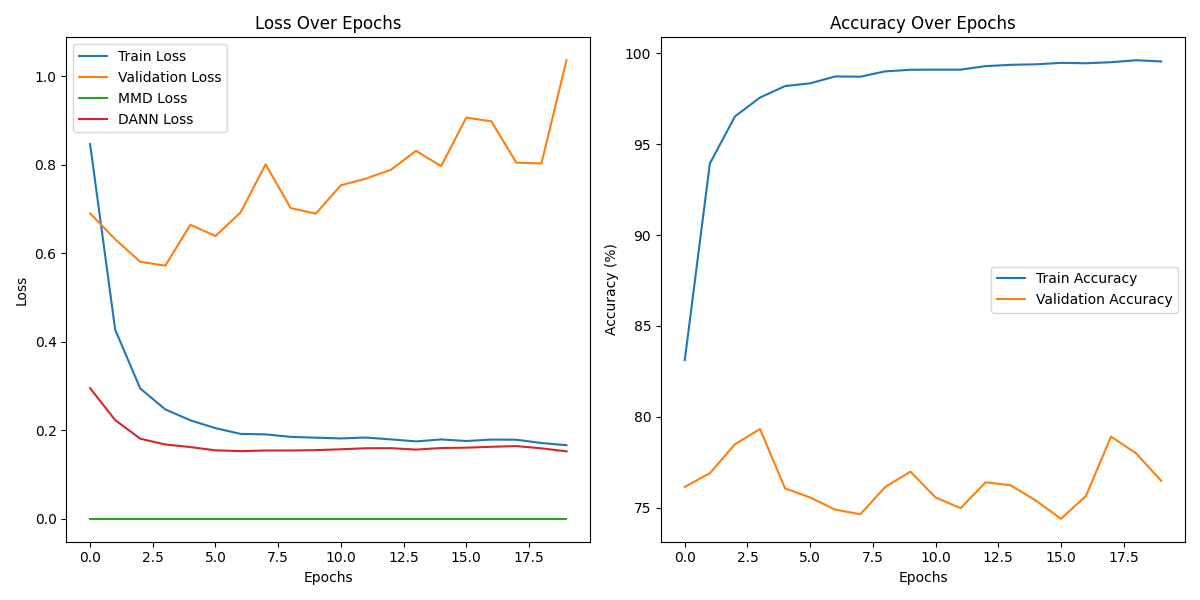 Loss Over Epochs
Train Loss
Validation Loss
MMD Loss
DANN Loss
1.0
0.8
0.6
0.4
0.2
0.0
Loss
0.0 2.5 5.0 7.5 10.0 12.5 15.0 17.5
Epochs
Accuracy Over Epochs
100
95
90
85
80
75
Accuracy (%)
Train Accuracy
Validation Accuracy
0.0 2.5 5.0 7.5 10.0 12.5 15.0 17.5
Epochs